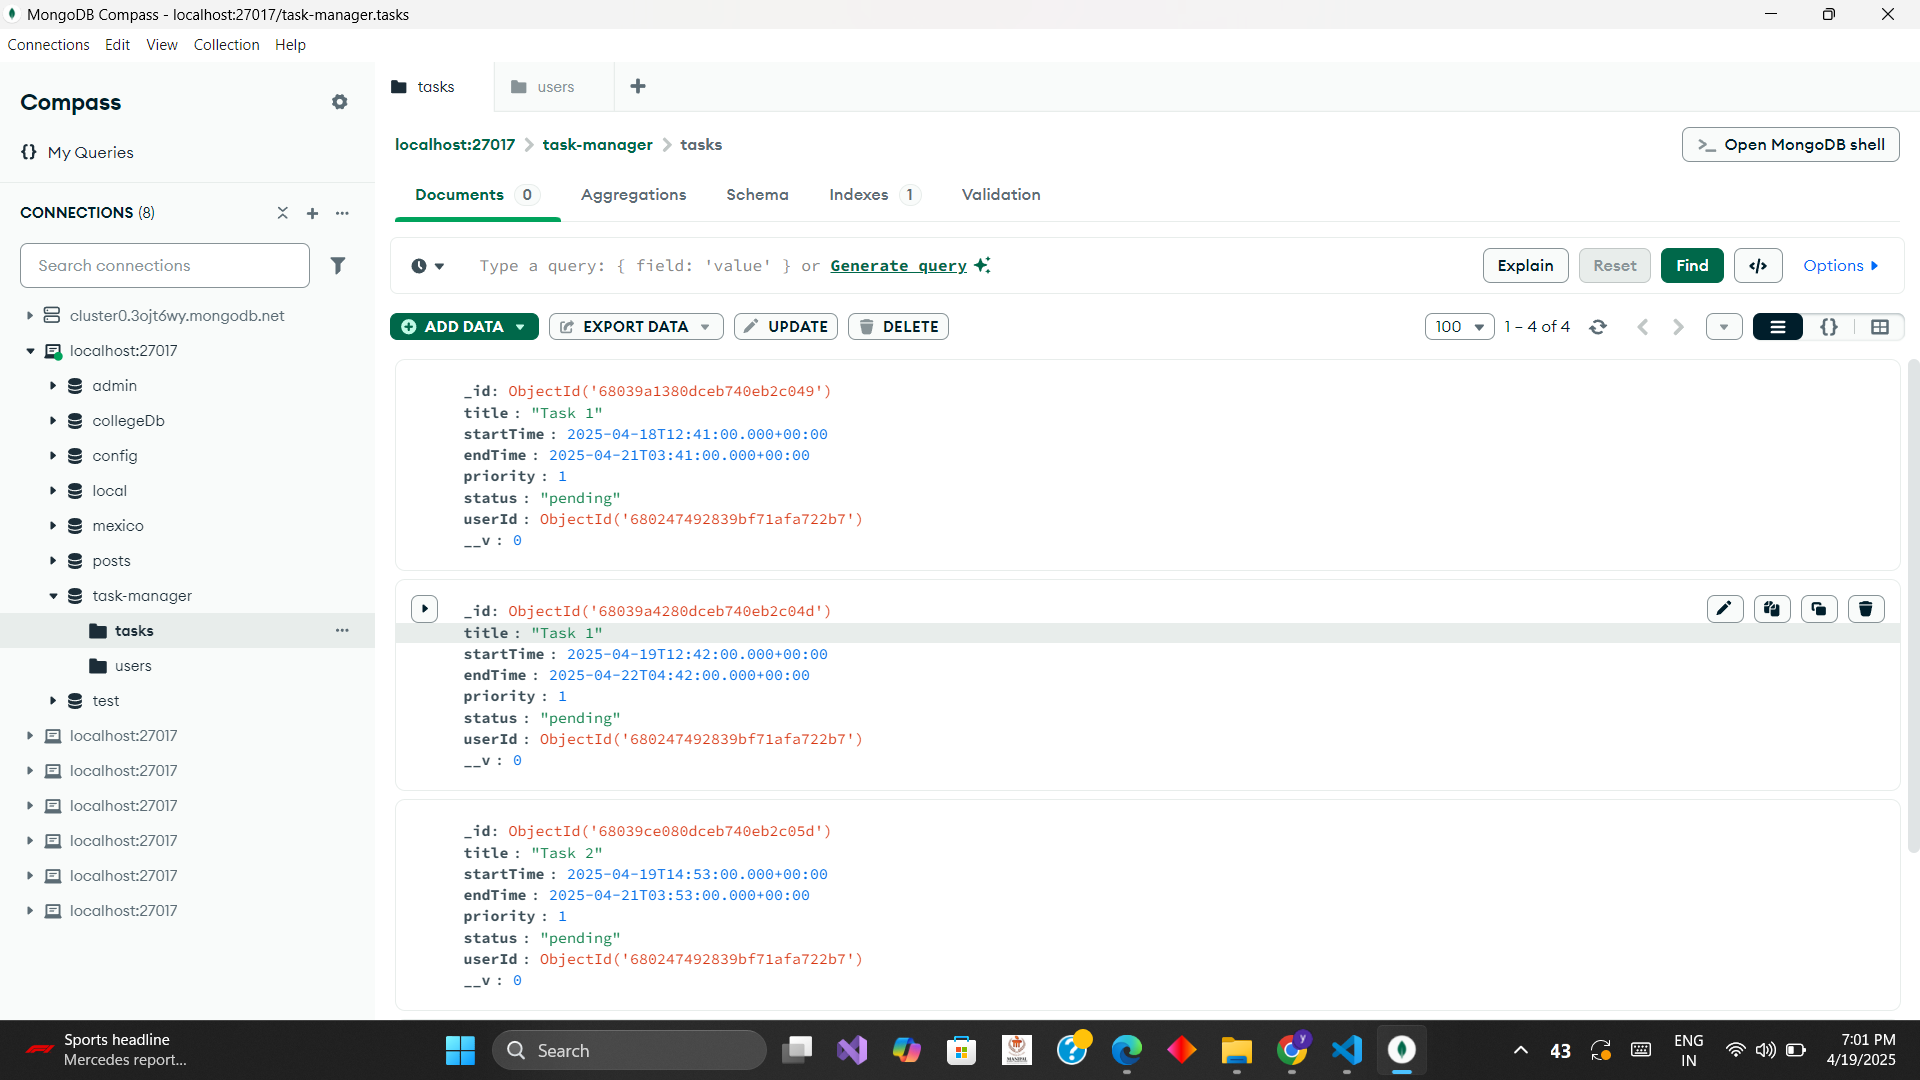 MongoDB Compass - localhost:27017/task-manager.tasks
Connections Edit View Collection Help
Compass
{} My Queries
CONNECTIONS (8)
Search connections
cluster0.3ojt6wy.mongodb.net
localhost:27017
admin
collegeDb
config
local
mexico
posts
task-manager
tasks
users
test
localhost:27017
localhost:27017
localhost:27017
localhost:27017
localhost:27017
localhost:27017
tasks users
localhost:27017 > task-manager > tasks
>_ Open MongoDB shell
Documents 0 Aggregations Schema Indexes 1 Validation
Type a query: { field: 'value' } or Generate query
Explain Reset Find </> Options
ADD DATA EXPORT DATA UPDATE DELETE
100 1 – 4 of 4 {}
_id: ObjectId('68039a1380dceb740eb2c049')
title : "Task 1"
startTime : 2025-04-18T12:41:00.000+00:00
endTime : 2025-04-21T03:41:00.000+00:00
priority : 1
status : "pending"
userId : ObjectId('680247492839bf71afa722b7')
__v : 0
_id: ObjectId('68039a4280dceb740eb2c04d')
title : "Task 1"
startTime : 2025-04-19T12:42:00.000+00:00
endTime : 2025-04-22T04:42:00.000+00:00
priority : 1
status : "pending"
userId : ObjectId('680247492839bf71afa722b7')
__v : 0
_id: ObjectId('68039ce080dceb740eb2c05d')
title : "Task 2"
startTime : 2025-04-19T14:53:00.000+00:00
endTime : 2025-04-21T03:53:00.000+00:00
priority : 1
status : "pending"
userId : ObjectId('680247492839bf71afa722b7')
__v : 0
Sports headline
Mercedes report...
Search
MANIPAL
y
43
ENG
IN
7:01 PM
4/19/2025